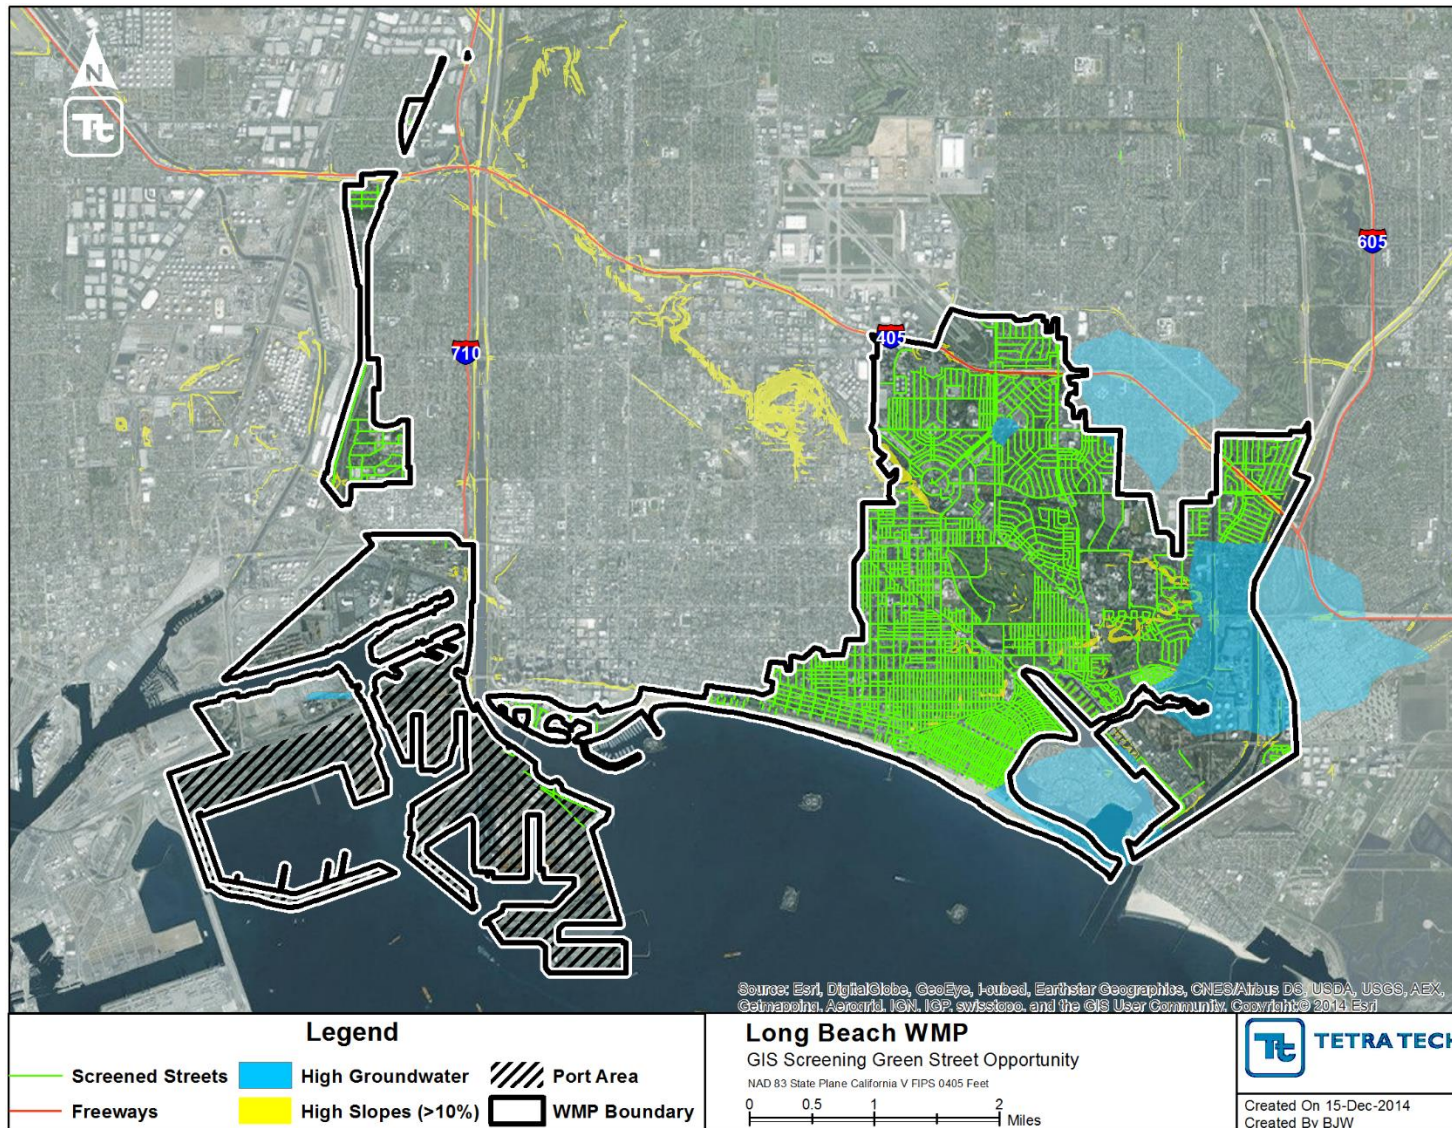 N
Tt
605
405
710
Source: Esri, DigitalGlobe, GeoEye, i-cubed, Earthstar Geographics, CNES/Airbus DS, USDA, USGS, AEX,
Getmapping, Aerogrid, IGN, IGP, swisstopo, and the GIS User Community, Copyright:© 2014 Esri
Legend
Screened Streets
High Groundwater
Port Area
Freeways
High Slopes (>10%)
WMP Boundary
Long Beach WMP
GIS Screening Green Street Opportunity
NAD 83 State Plane California V FIPS 0405 Feet
0 0.5 1 2
Miles
Tt TETRA TECH
Created On 15-Dec-2014
Created By BJW